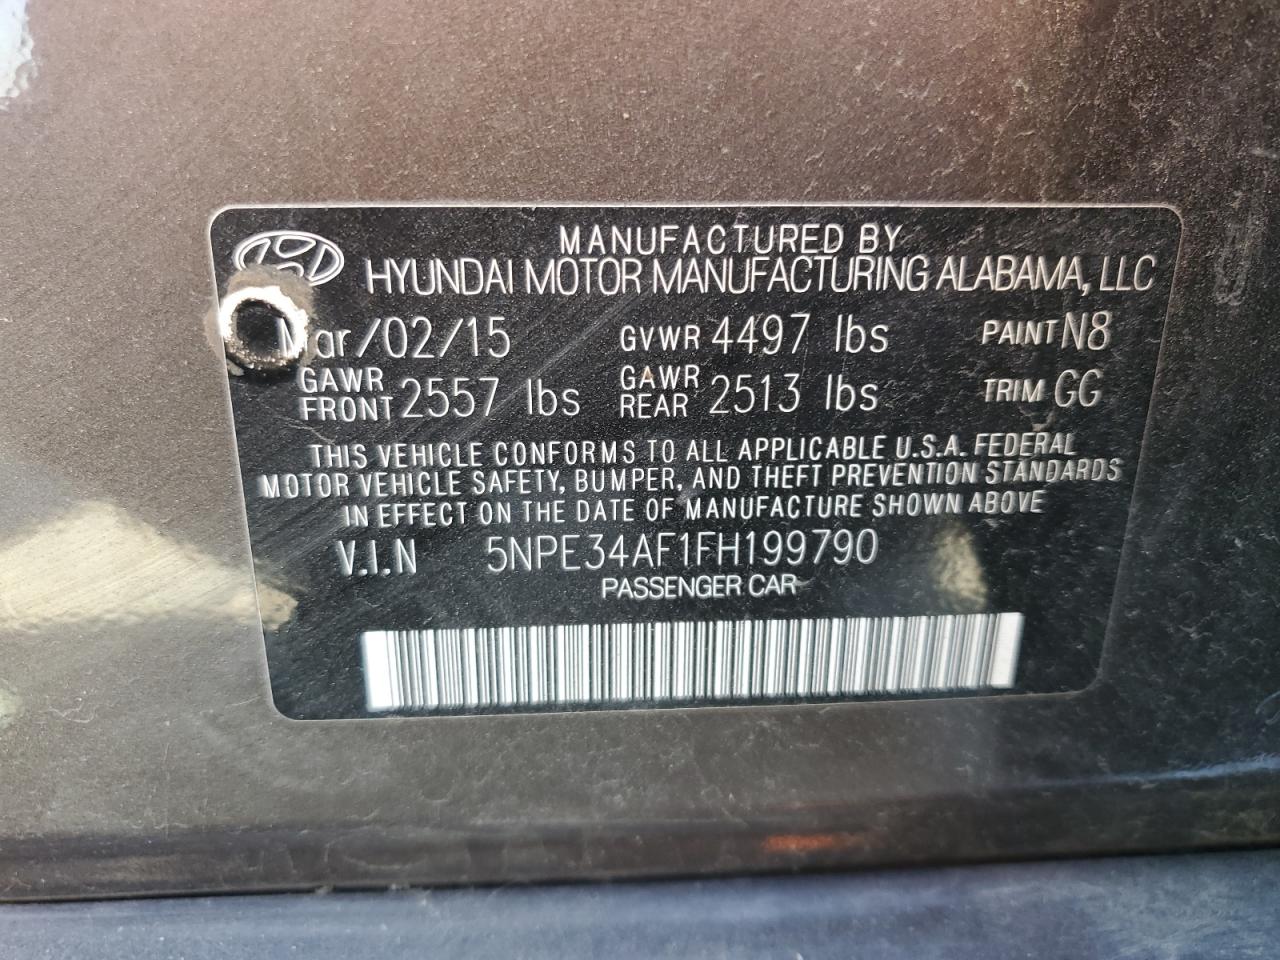 MANUFACTURED BY
HYUNDAI MOTOR MANUFACTURING ALABAMA, LLC
Mar/02/15 GVWR 4497 lbs PAINT N8
GAWR FRONT 2557 lbs GAWR REAR 2513 lbs TRIM GG
THIS VEHICLE CONFORMS TO ALL APPLICABLE U.S.A. FEDERAL
MOTOR VEHICLE SAFETY, BUMPER, AND THEFT PREVENTION STANDARDS
IN EFFECT ON THE DATE OF MANUFACTURE SHOWN ABOVE
V.I.N 5NPE34AF1FH199790
PASSENGER CAR